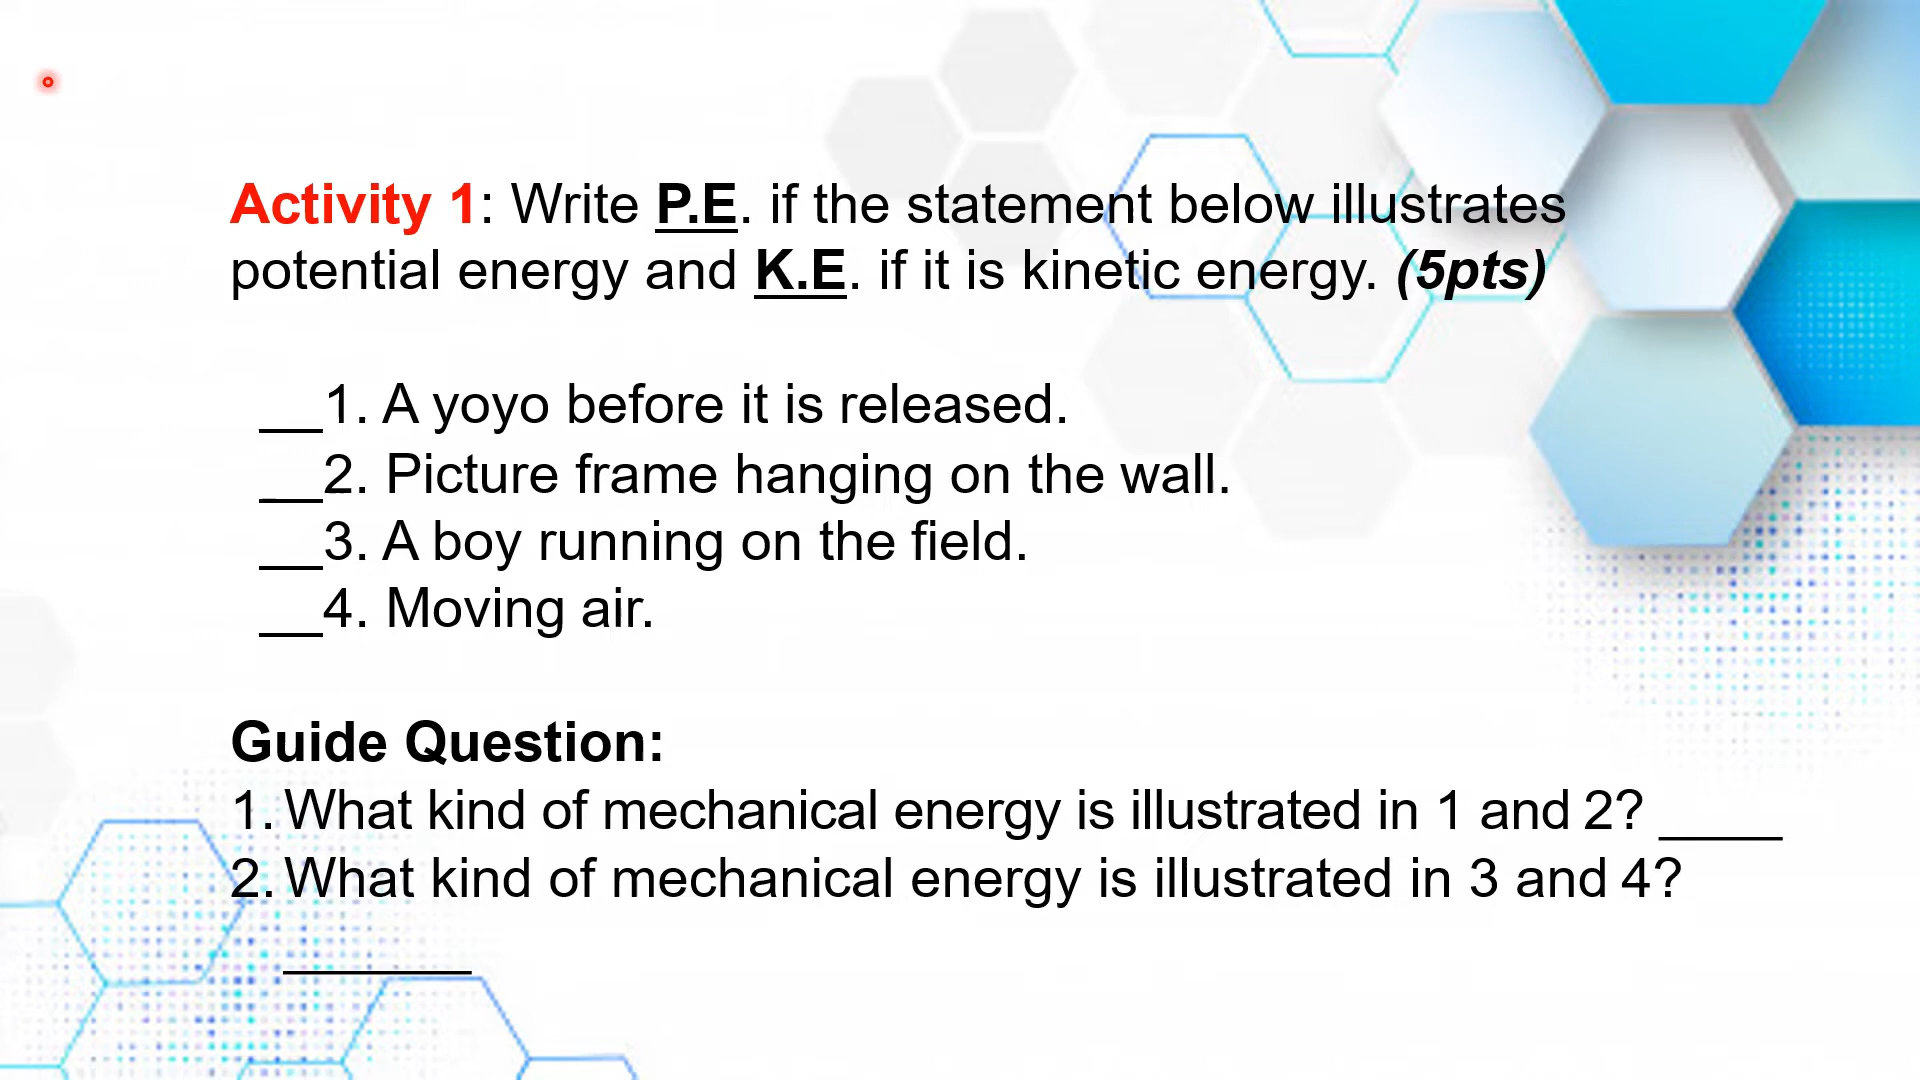 Activity 1: Write P.E. if the statement below illustrates
potential energy and K.E. if it is kinetic energy. (5pts)
__1. A yoyo before it is released.
__2. Picture frame hanging on the wall.
__3. A boy running on the field.
__4. Moving air.
Guide Question:
1. What kind of mechanical energy is illustrated in 1 and 2? ____
2. What kind of mechanical energy is illustrated in 3 and 4?
______